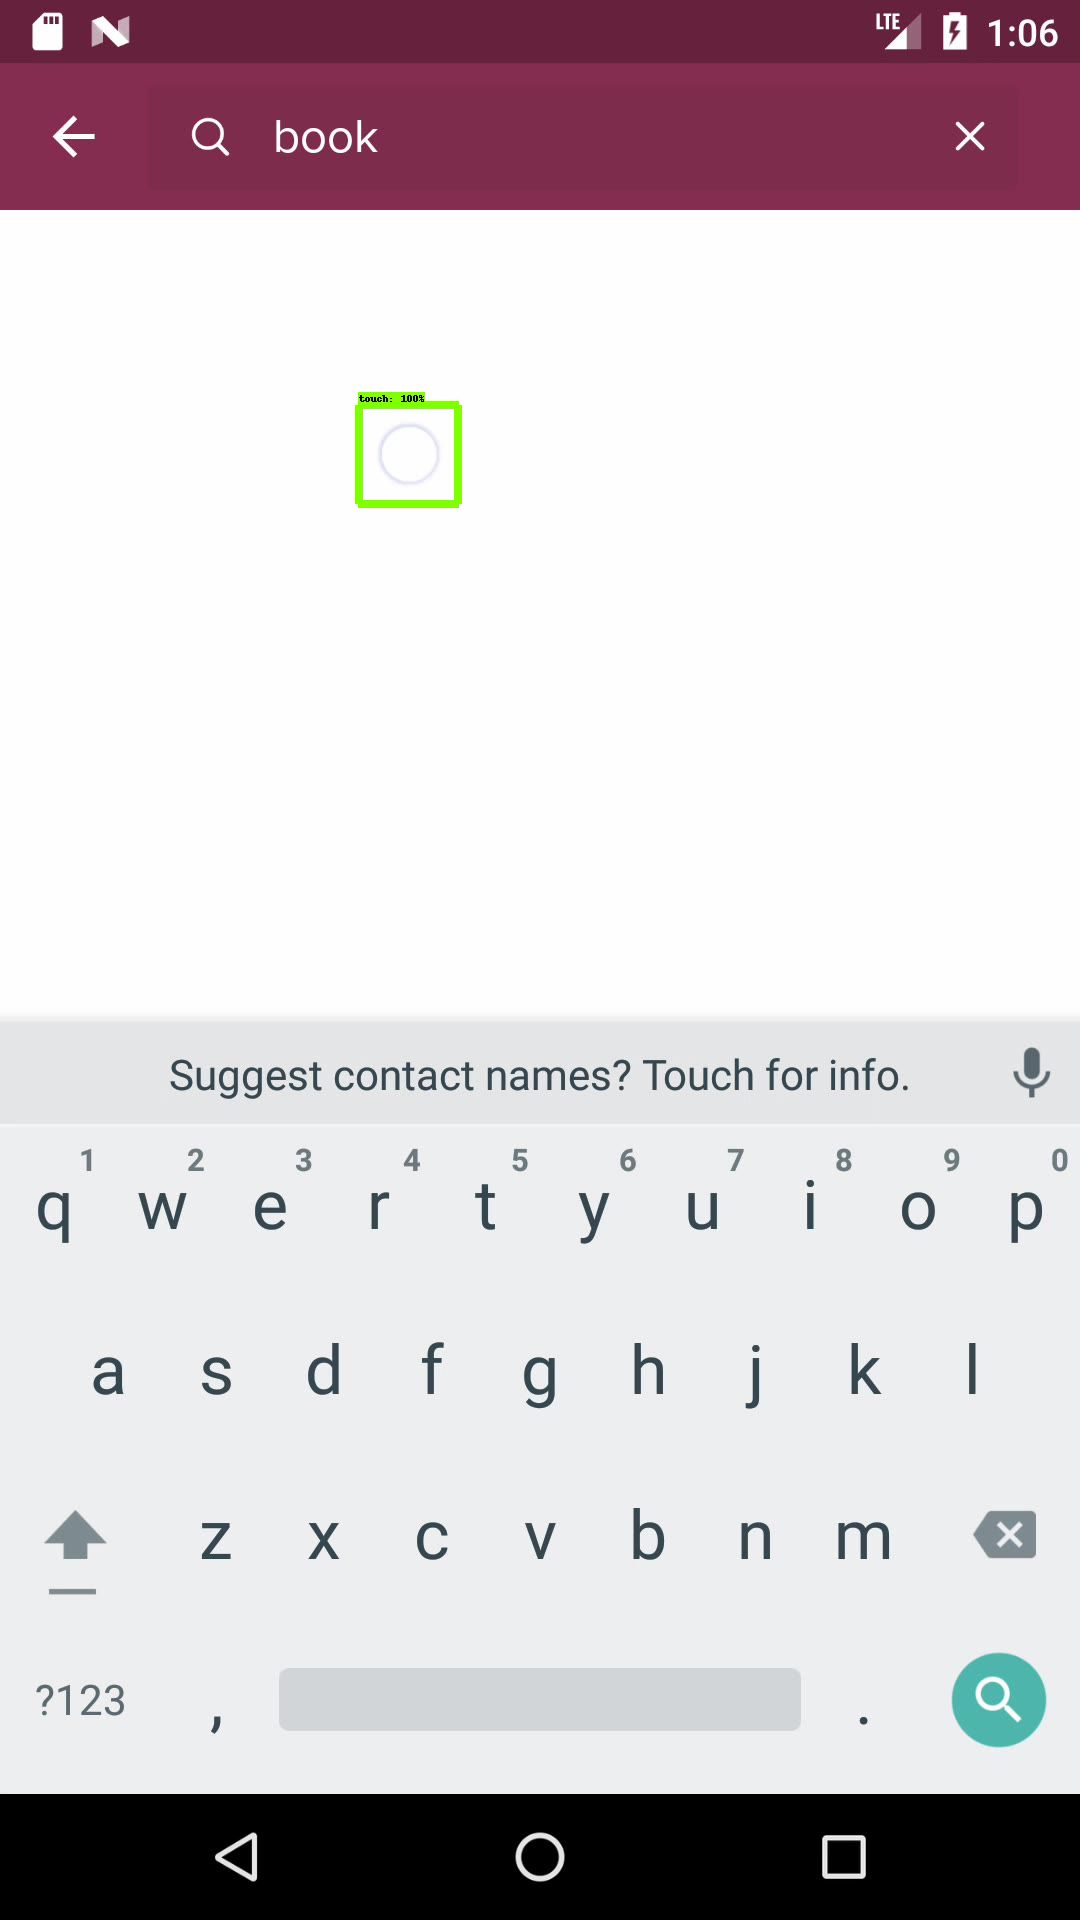 LTE 1:06
book
touch: 100%
Suggest contact names? Touch for info.
1 2 3 4 5 6 7 8 9 0
q w e r t y u i o p
a s d f g h j k l
z x c v b n m
?123 , .